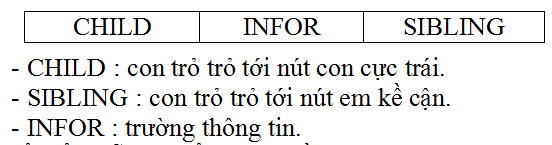 CHILD INFOR SIBLING
- CHILD : con trỏ trỏ tới nút con cực trái.
- SIBLING : con trỏ trỏ tới nút em kề cận.
- INFOR : trường thông tin.